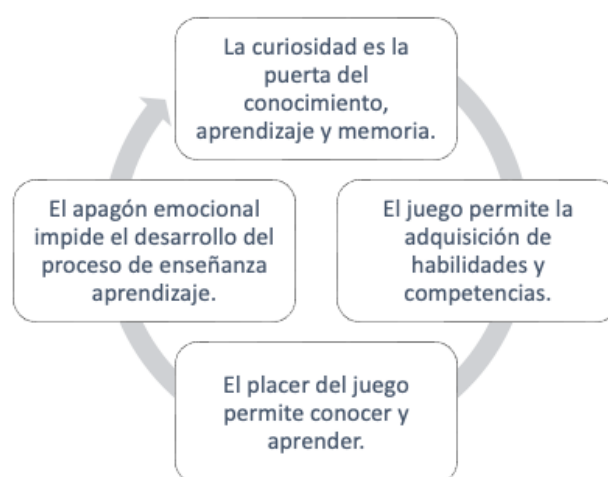 La curiosidad es la
puerta del
conocimiento,
aprendizaje y memoria.
El juego permite la
adquisición de
habilidades y
competencias.
El placer del juego
permite conocer y
aprender.
El apagón emocional
impide el desarrollo del
proceso de enseñanza
aprendizaje.